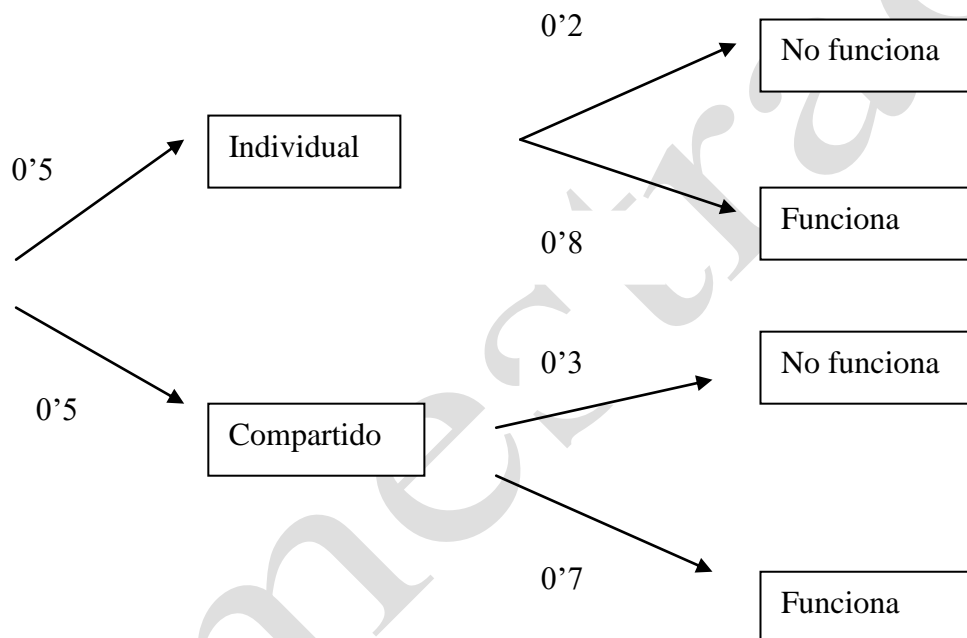 0’2
No funciona
Individual
0’5
Funciona
0’8
No funciona
0’3
0’5
Compartido
0’7
Funciona